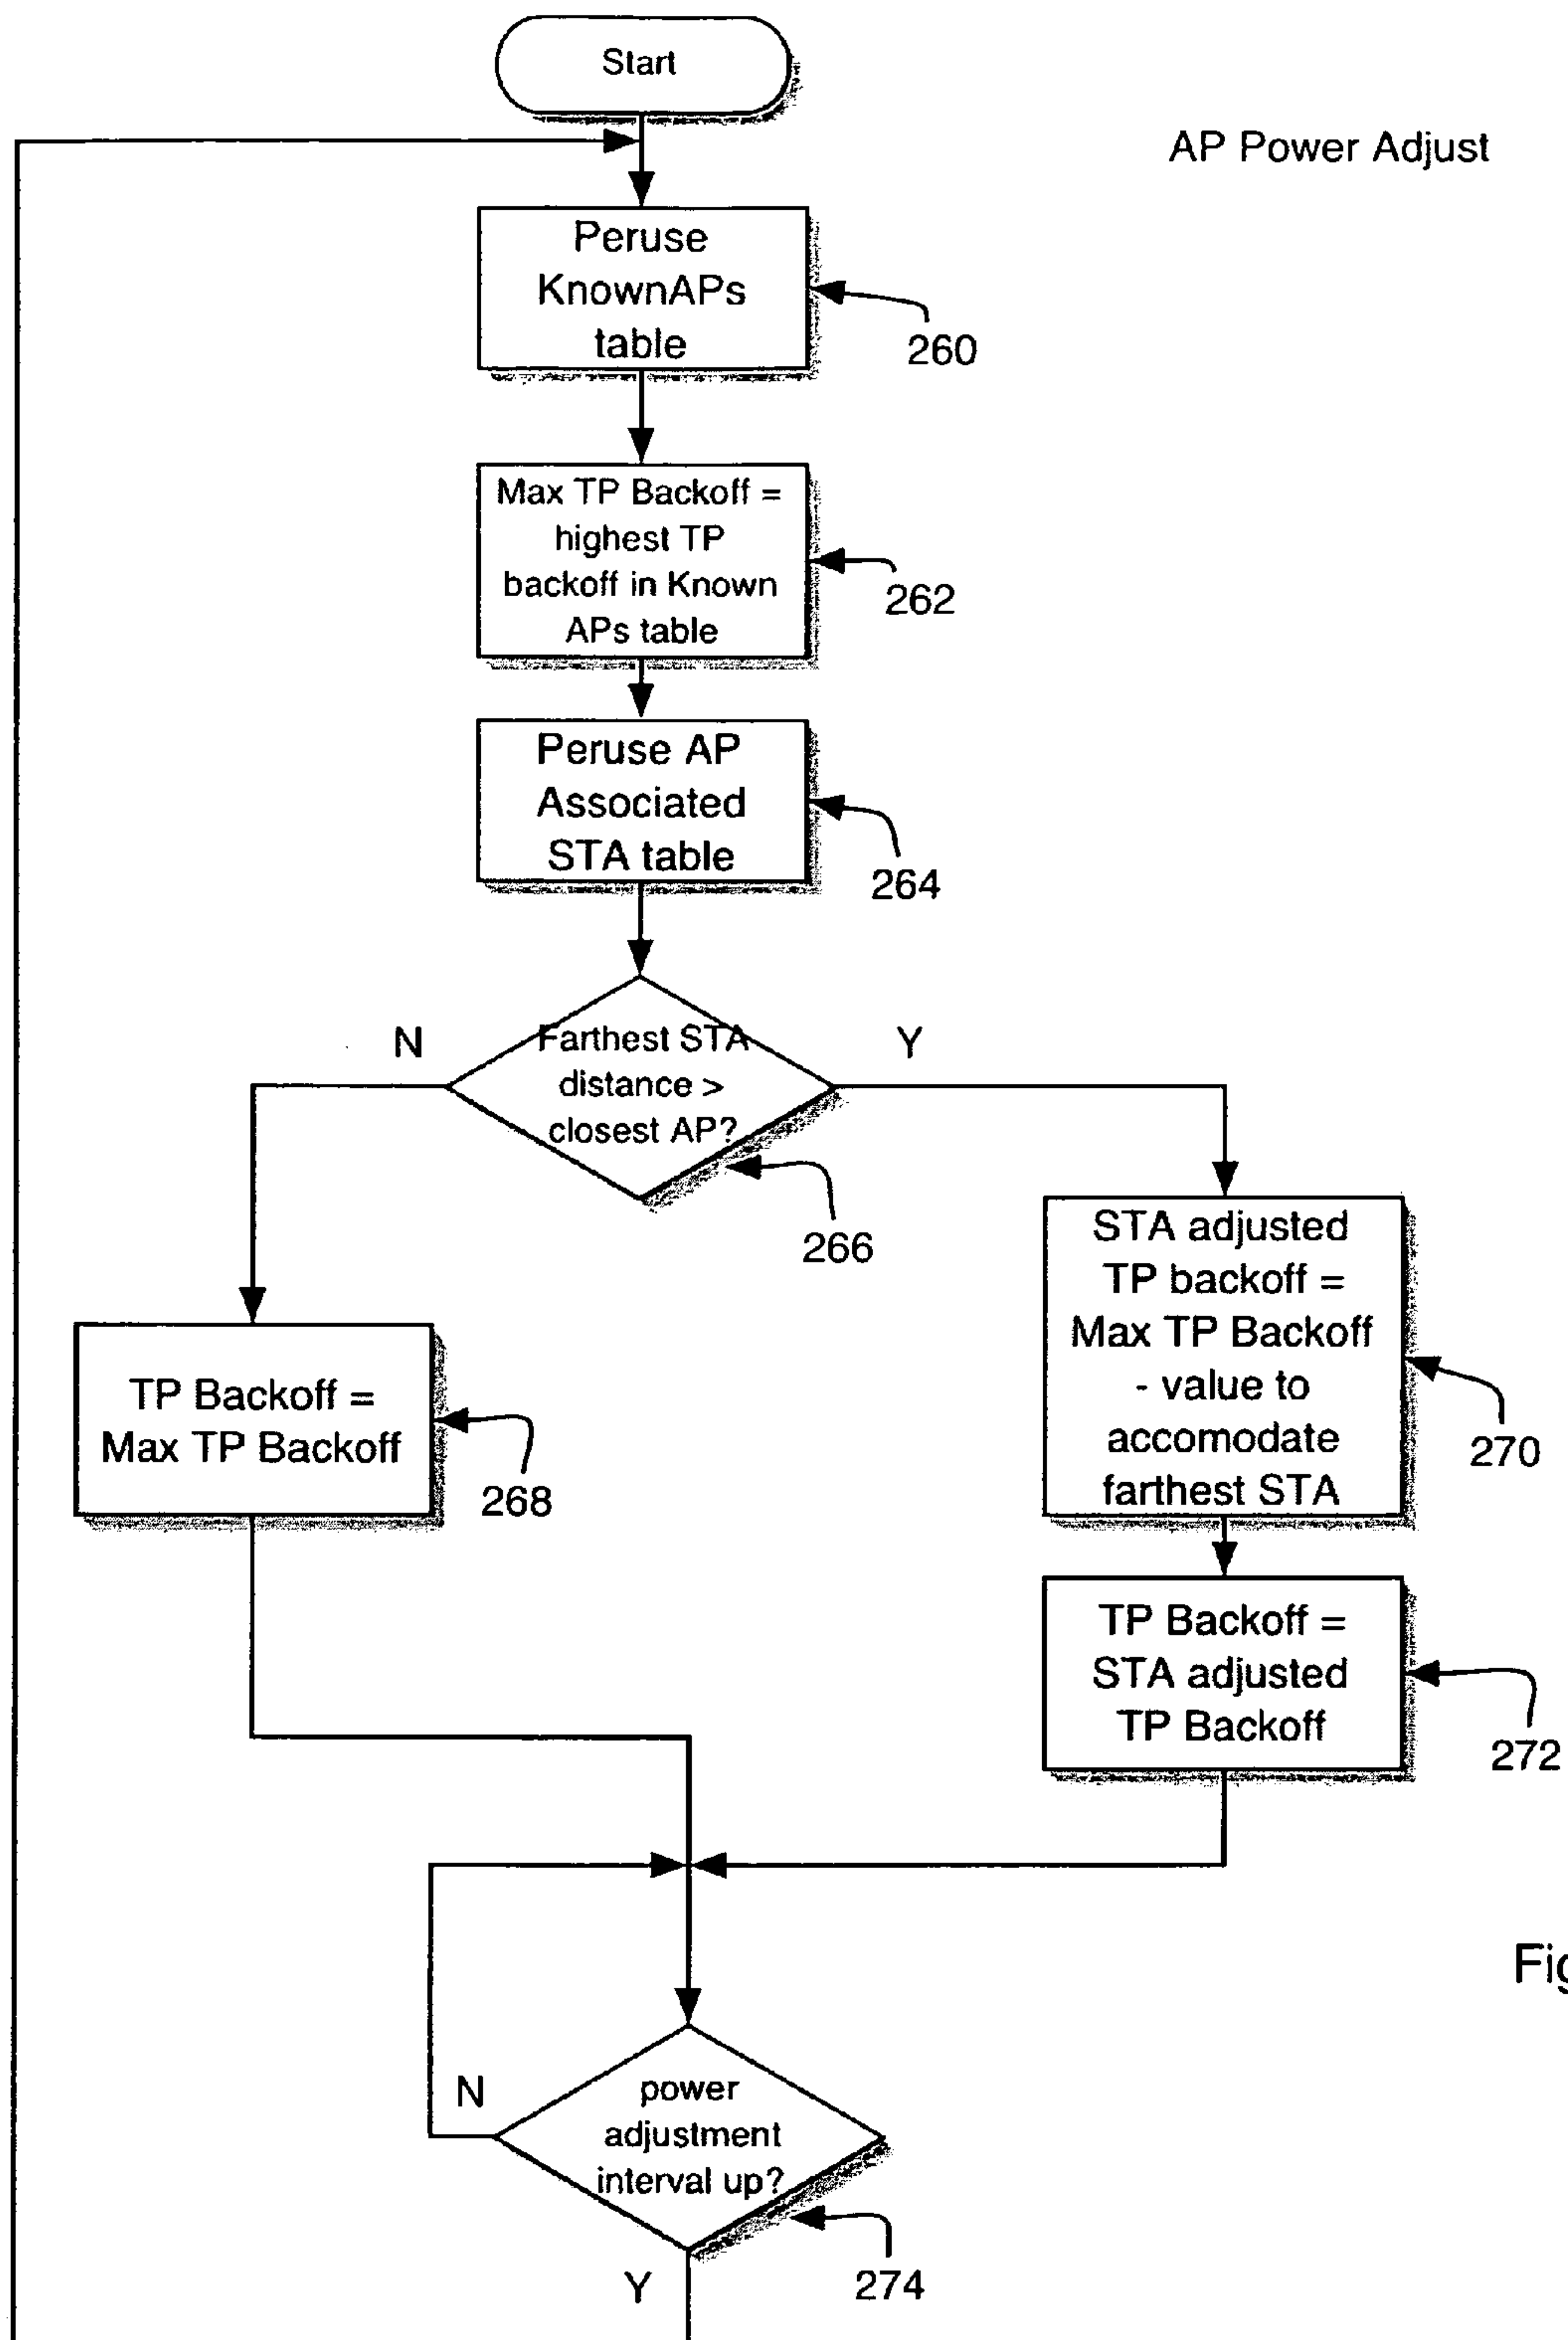 Start
AP Power Adjust
Peruse
KnownAPs
table
260
Max TP Backoff =
highest TP
backoff in Known
APs table
262
Peruse AP
Associated
STA table
264
N
Farthest STA
distance >
closest AP?
Y
266
STA adjusted
TP backoff =
Max TP Backoff
- value to
accomodate
farthest STA
270
TP Backoff =
Max TP Backoff
268
TP Backoff =
STA adjusted
TP Backoff
272
Fig
N
power
adjustment
interval up?
274
Y